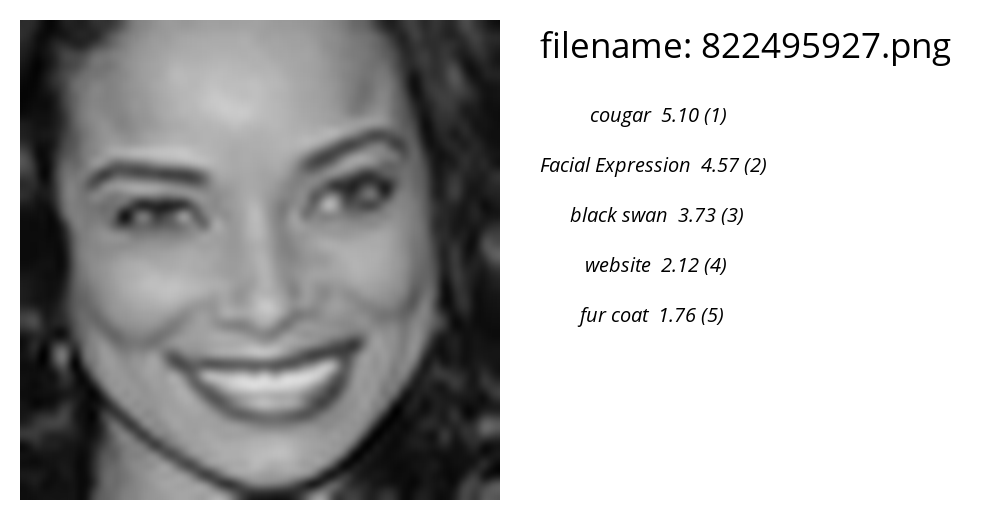 filename: 822495927.png
cougar 5.10 (1)
Facial Expression 4.57 (2)
black swan 3.73 (3)
website 2.12 (4)
fur coat 1.76 (5)